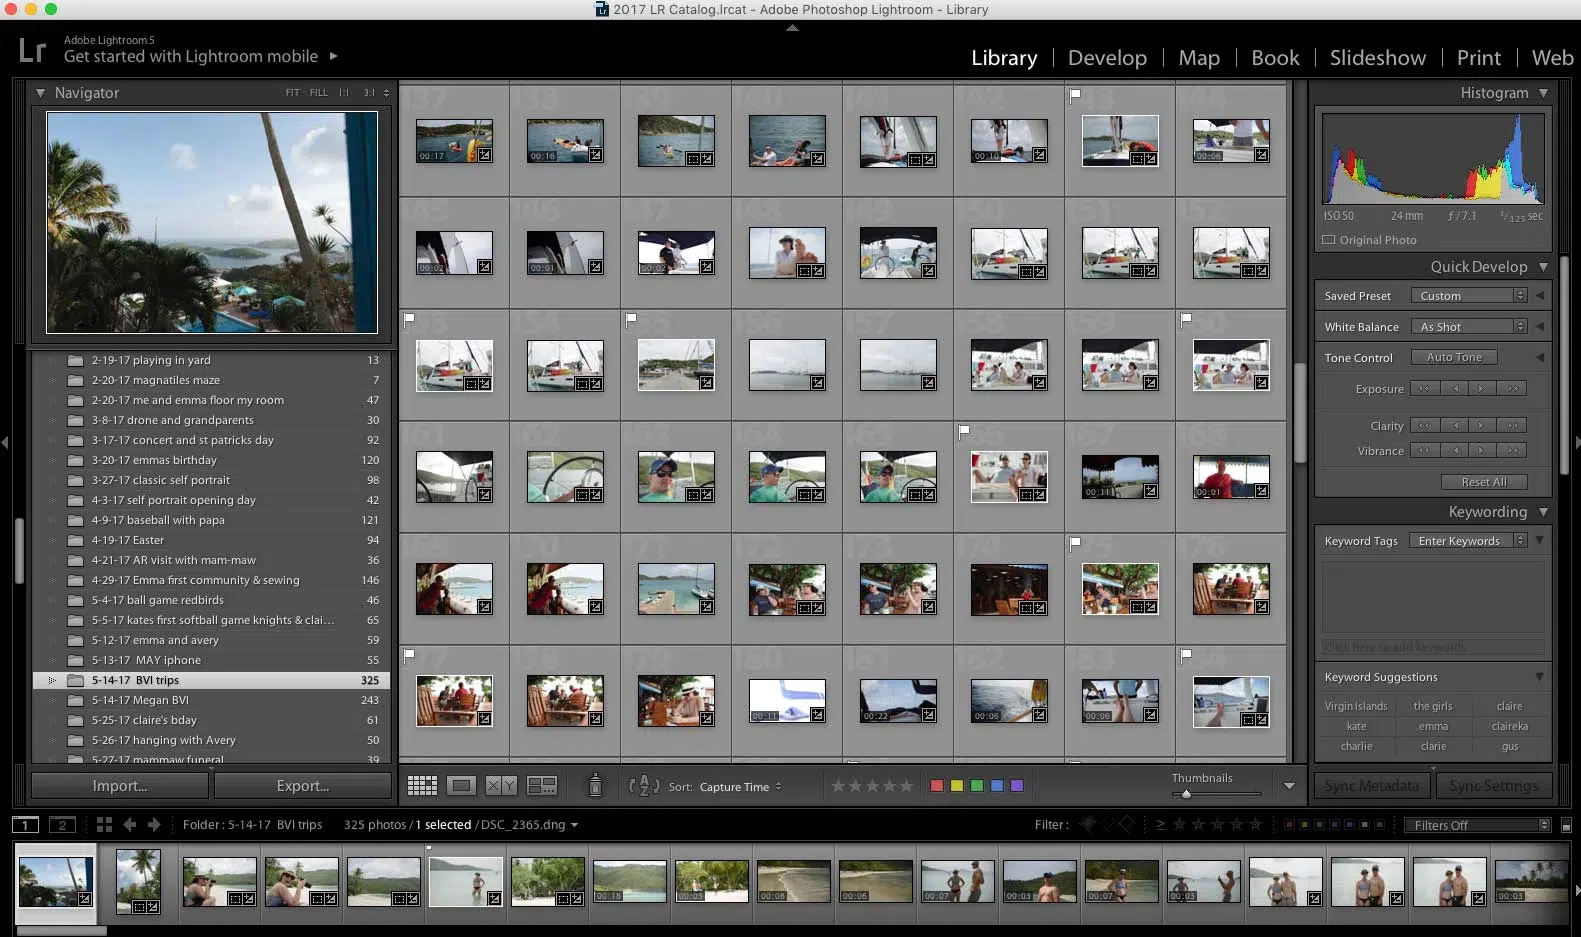 2017 LR Catalog.lrcat - Adobe Photoshop Lightroom - Library
Lr
Adobe Lightroom 5
Get started with Lightroom mobile
Library | Develop | Map | Book | Slideshow | Print | Web
Navigator FIT FILL 1:1 3:1
2-19-17 playing in yard 13
2-20-17 magnatiles maze 7
2-20-17 me and emma floor my room 47
3-8-17 drone and grandparents 30
3-17-17 concert and st patricks day 92
3-20-17 emmas birthday 120
3-27-17 classic self portrait 98
4-3-17 self portrait opening day 42
4-9-17 baseball with papa 121
4-19-17 Easter 94
4-21-17 AR visit with mam-maw 36
4-29-17 Emma first community & sewing 146
5-4-17 ball game redbirds 46
5-5-17 kates first softball game knights & clai... 65
5-12-17 emma and avery 59
5-13-17 MAY iphone 55
5-14-17 BVI trips 325
5-14-17 Megan BVI 243
5-25-17 claire's bday 61
5-26-17 hanging with Avery 50
5-27-17 mammaw funeral 39
Import... Export...
00:17 00:16 00:10 00:06
00:02 00:01 00:02
00:11 00:01
00:11 00:22 00:06 00:06
Sort: Capture Time
Thumbnails
Histogram
ISO 50 24 mm ƒ / 7.1 1/125 sec
Original Photo
Quick Develop
Saved Preset Custom
White Balance As Shot
Tone Control Auto Tone
Exposure
Clarity
Vibrance
Reset All
Keywording
Keyword Tags Enter Keywords
Click here to add keywords
Keyword Suggestions
Virgin Islands the girls claire
kate emma claireka
charlie clarie gus
Sync Metadata Sync Settings
1 2 Folder : 5-14-17 BVI trips 325 photos / 1 selected / DSC_2365.dng Filter : ≥ Filters Off
00:18 00:05 00:08 00:06 00:07 00:03 00:07 00:03 00:03